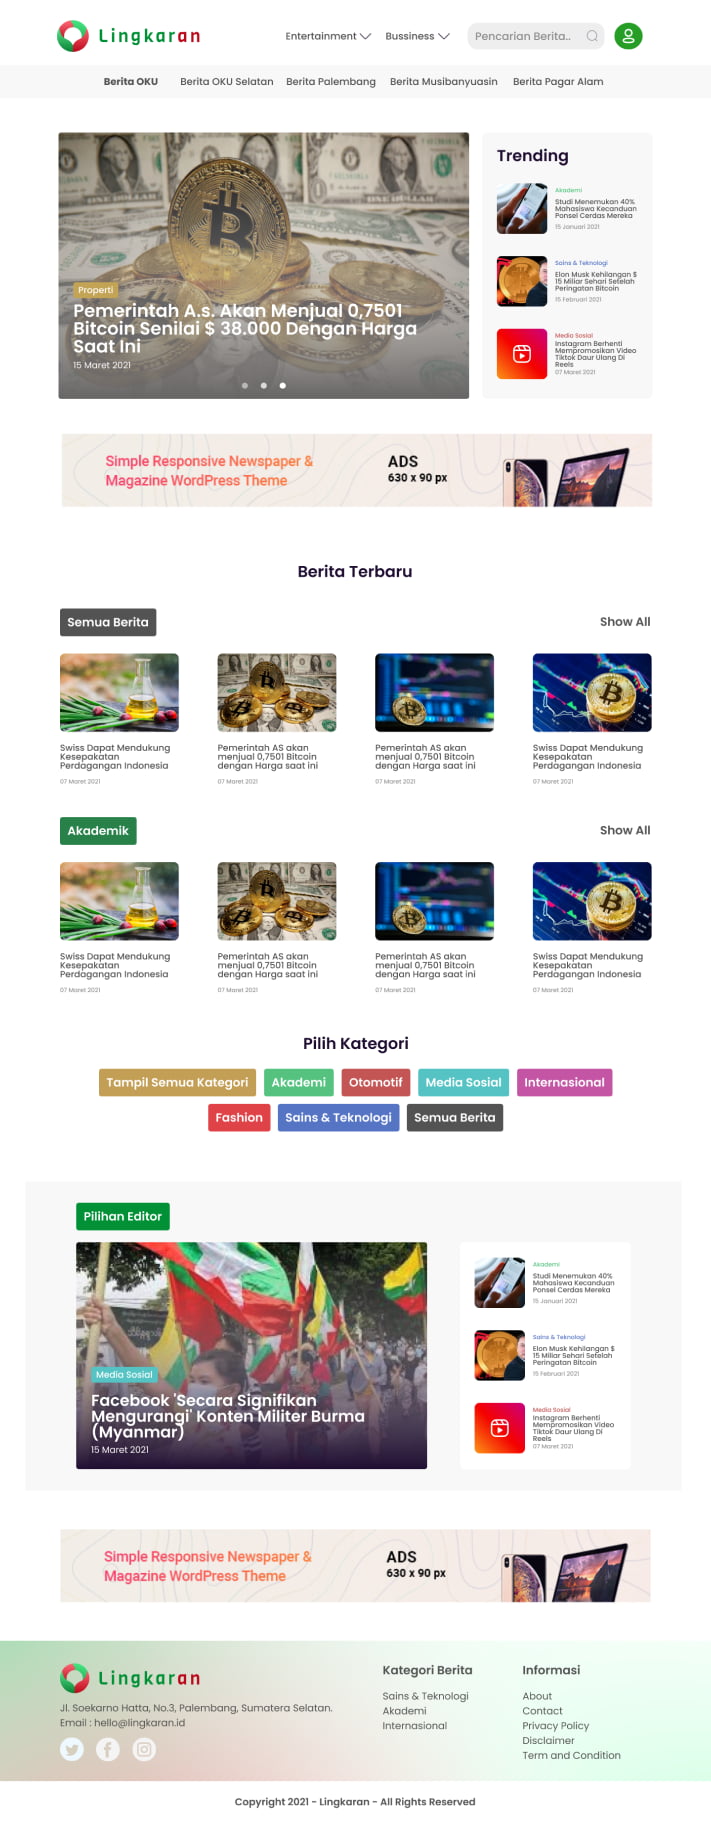 Lingkaran
Entertainment
Bussiness
Pencarian Berita..
Berita OKU
Berita OKU Selatan
Berita Palembang
Berita Musibanyuasin
Berita Pagar Alam
Properti
Pemerintah A.s. Akan Menjual 0,7501
Bitcoin Senilai $ 38.000 Dengan Harga
Saat Ini
15 Maret 2021
Trending
Akademi
Studi Menemukan 40%
Mahasiswa Kecanduan
Ponsel Cerdas Mereka
15 Januari 2021
Sains & Teknologi
Elon Musk Kehilangan $
15 Miliar Sehari Setelah
Peringatan Bitcoin
15 Februari 2021
Media Sosial
Instagram Berhenti
Mempromosikan Video
Tiktok Daur Ulang Di
Reels
07 Maret 2021
Simple Responsive Newspaper &
Magazine WordPress Theme
ADS
630 x 90 px
Berita Terbaru
Semua Berita
Show All
Swiss Dapat Mendukung
Kesepakatan
Perdagangan Indonesia
07 Maret 2021
Pemerintah AS akan
menjual 0,7501 Bitcoin
dengan Harga saat ini
07 Maret 2021
Pemerintah AS akan
menjual 0,7501 Bitcoin
dengan Harga saat ini
07 Maret 2021
Swiss Dapat Mendukung
Kesepakatan
Perdagangan Indonesia
07 Maret 2021
Akademik
Show All
Swiss Dapat Mendukung
Kesepakatan
Perdagangan Indonesia
07 Maret 2021
Pemerintah AS akan
menjual 0,7501 Bitcoin
dengan Harga saat ini
07 Maret 2021
Pemerintah AS akan
menjual 0,7501 Bitcoin
dengan Harga saat ini
07 Maret 2021
Swiss Dapat Mendukung
Kesepakatan
Perdagangan Indonesia
07 Maret 2021
Pilih Kategori
Tampil Semua Kategori
Akademi
Otomotif
Media Sosial
Internasional
Fashion
Sains & Teknologi
Semua Berita
Pilihan Editor
Media Sosial
Facebook 'Secara Signifikan
Mengurangi' Konten Militer Burma
(Myanmar)
15 Maret 2021
Akademi
Studi Menemukan 40%
Mahasiswa Kecanduan
Ponsel Cerdas Mereka
15 Januari 2021
Sains & Teknologi
Elon Musk Kehilangan $
15 Miliar Sehari Setelah
Peringatan Bitcoin
15 Februari 2021
Media Sosial
Instagram Berhenti
Mempromosikan Video
Tiktok Daur Ulang Di
Reels
07 Maret 2021
Simple Responsive Newspaper &
Magazine WordPress Theme
ADS
630 x 90 px
Lingkaran
Jl. Soekarno Hatta, No.3, Palembang, Sumatera Selatan.
Email : hello@lingkaran.id
Kategori Berita
Sains & Teknologi
Akademi
Internasional
Informasi
About
Contact
Privacy Policy
Disclaimer
Term and Condition
Copyright 2021 - Lingkaran - All Rights Reserved